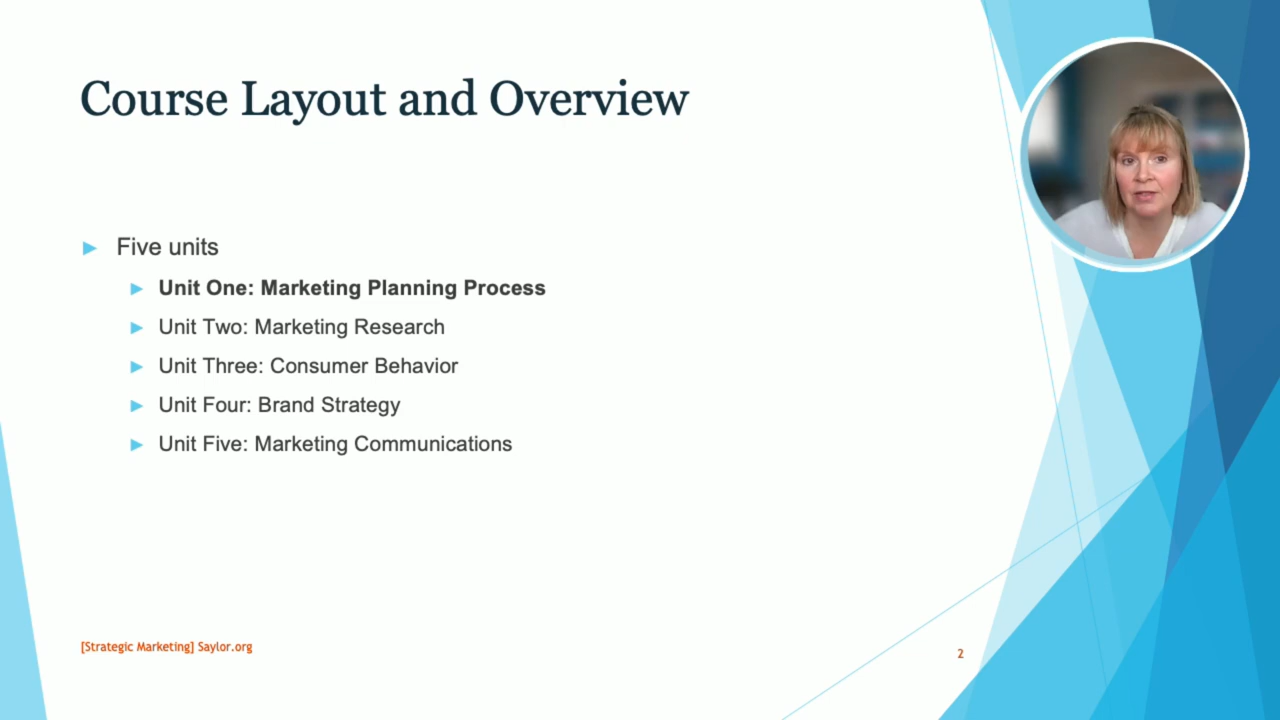 Course Layout and Overview
Five units
Unit One: Marketing Planning Process
Unit Two: Marketing Research
Unit Three: Consumer Behavior
Unit Four: Brand Strategy
Unit Five: Marketing Communications
[Strategic Marketing] Saylor.org
2